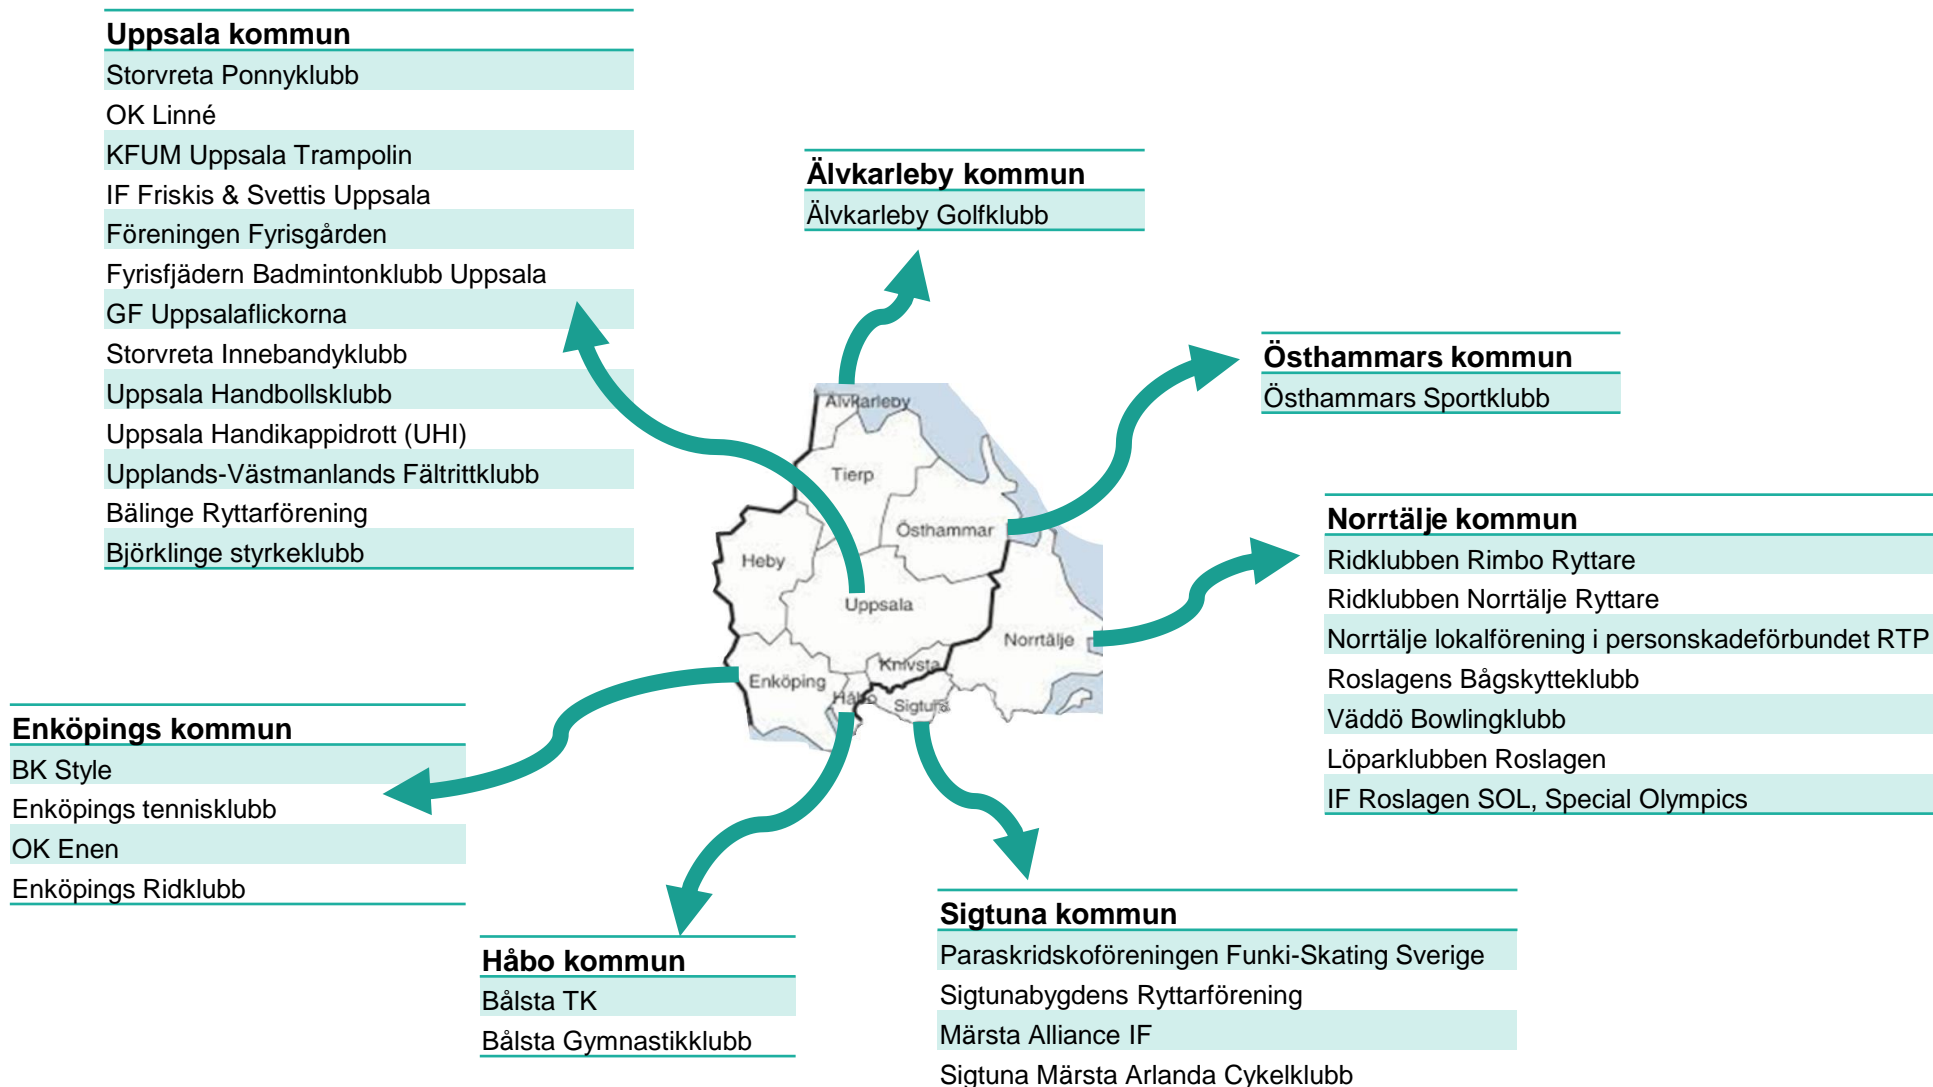 Uppsala kommun
Storvreta Ponnyklubb
OK Linné
KFUM Uppsala Trampolin
IF Friskis & Svettis Uppsala
Föreningen Fyrisgården
Fyrisfjädern Badmintonklubb Uppsala
GF Uppsalaflickorna
Storvreta Innebandyklubb
Uppsala Handbollsklubb
Uppsala Handikappidrott (UHI)
Upplands-Västmanlands Fältrittklubb
Bälinge Ryttarförening
Björklinge styrkeklubb
Älvkarleby kommun
Älvkarleby Golfklubb
Östhammars kommun
Östhammars Sportklubb
Norrtälje kommun
Ridklubben Rimbo Ryttare
Ridklubben Norrtälje Ryttare
Norrtälje lokalförening i personskadeförbundet RTP
Roslagens Bågskytteklubb
Väddö Bowlingklubb
Löparklubben Roslagen
IF Roslagen SOL, Special Olympics
Älvkarleby
Tierp
Östhammar
Heby
Uppsala
Norrtälje
Knivsta
Enköping
Håbo
Sigtuna
Enköpings kommun
BK Style
Enköpings tennisklubb
OK Enen
Enköpings Ridklubb
Håbo kommun
Bålsta TK
Bålsta Gymnastikklubb
Sigtuna kommun
Paraskridskoföreningen Funki-Skating Sverige
Sigtunabygdens Ryttarförening
Märsta Alliance IF
Sigtuna Märsta Arlanda Cykelklubb